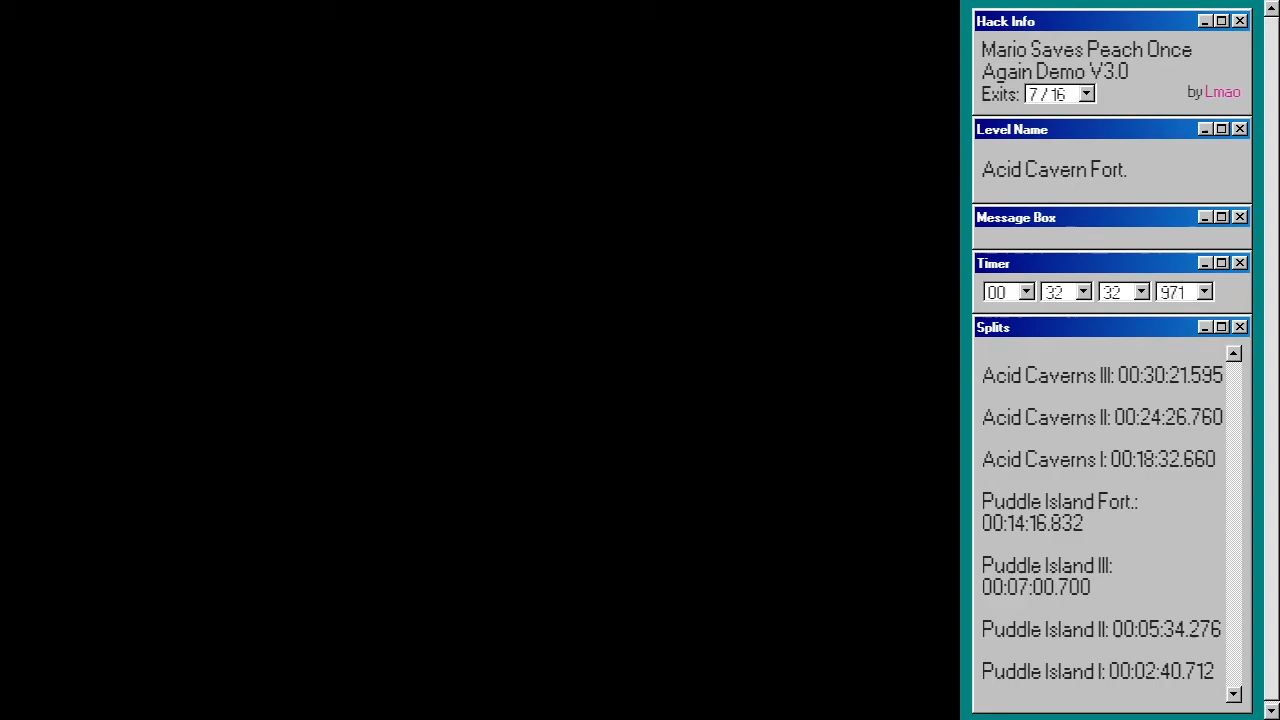 Hack Info
Mario Saves Peach Once
Again Demo V3.0
Exits: 7 / 16
by Lmao
Level Name
Acid Cavern Fort.
Message Box
Timer
00 32 32 971
Splits
Acid Caverns III: 00:30:21.595
Acid Caverns II: 00:24:26.760
Acid Caverns I: 00:18:32.660
Puddle Island Fort.:
00:14:16.832
Puddle Island III:
00:07:00.700
Puddle Island II: 00:05:34.276
Puddle Island I: 00:02:40.712